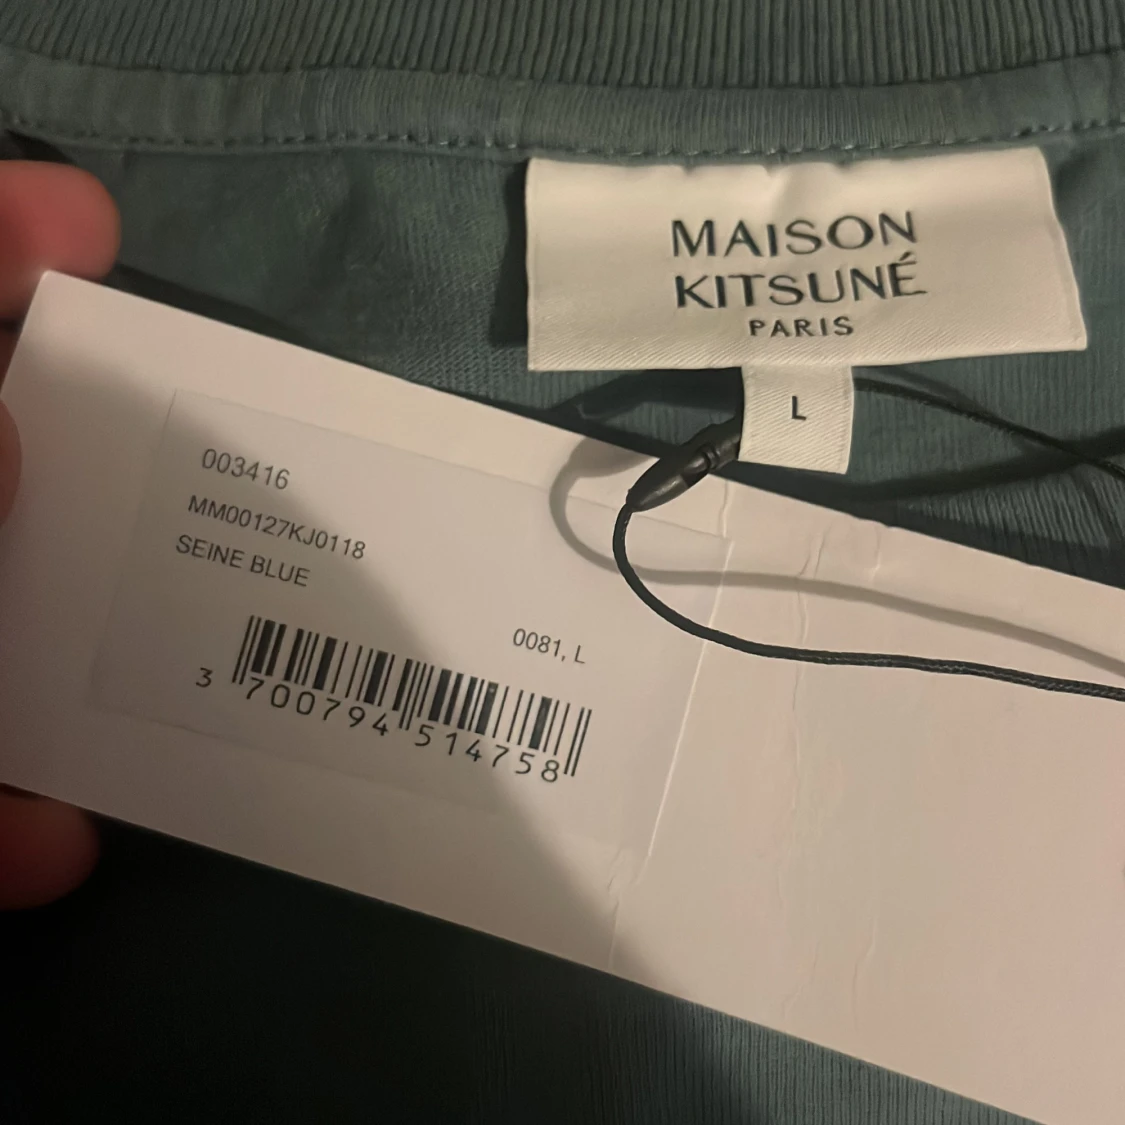 MAISON
KITSUNÉ
PARIS
L
003416
MM00127KJ0118
SEINE BLUE
0081, L
3 700794 514758